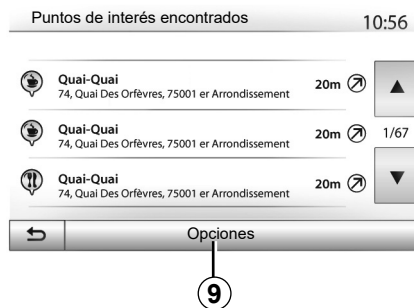 Puntos de interés encontrados 10:56
Quai-Quai
74, Quai Des Orfèvres, 75001 er Arrondissement
20m
Quai-Quai
74, Quai Des Orfèvres, 75001 er Arrondissement
20m
1/67
Quai-Quai
74, Quai Des Orfèvres, 75001 er Arrondissement
20m
Opciones
9